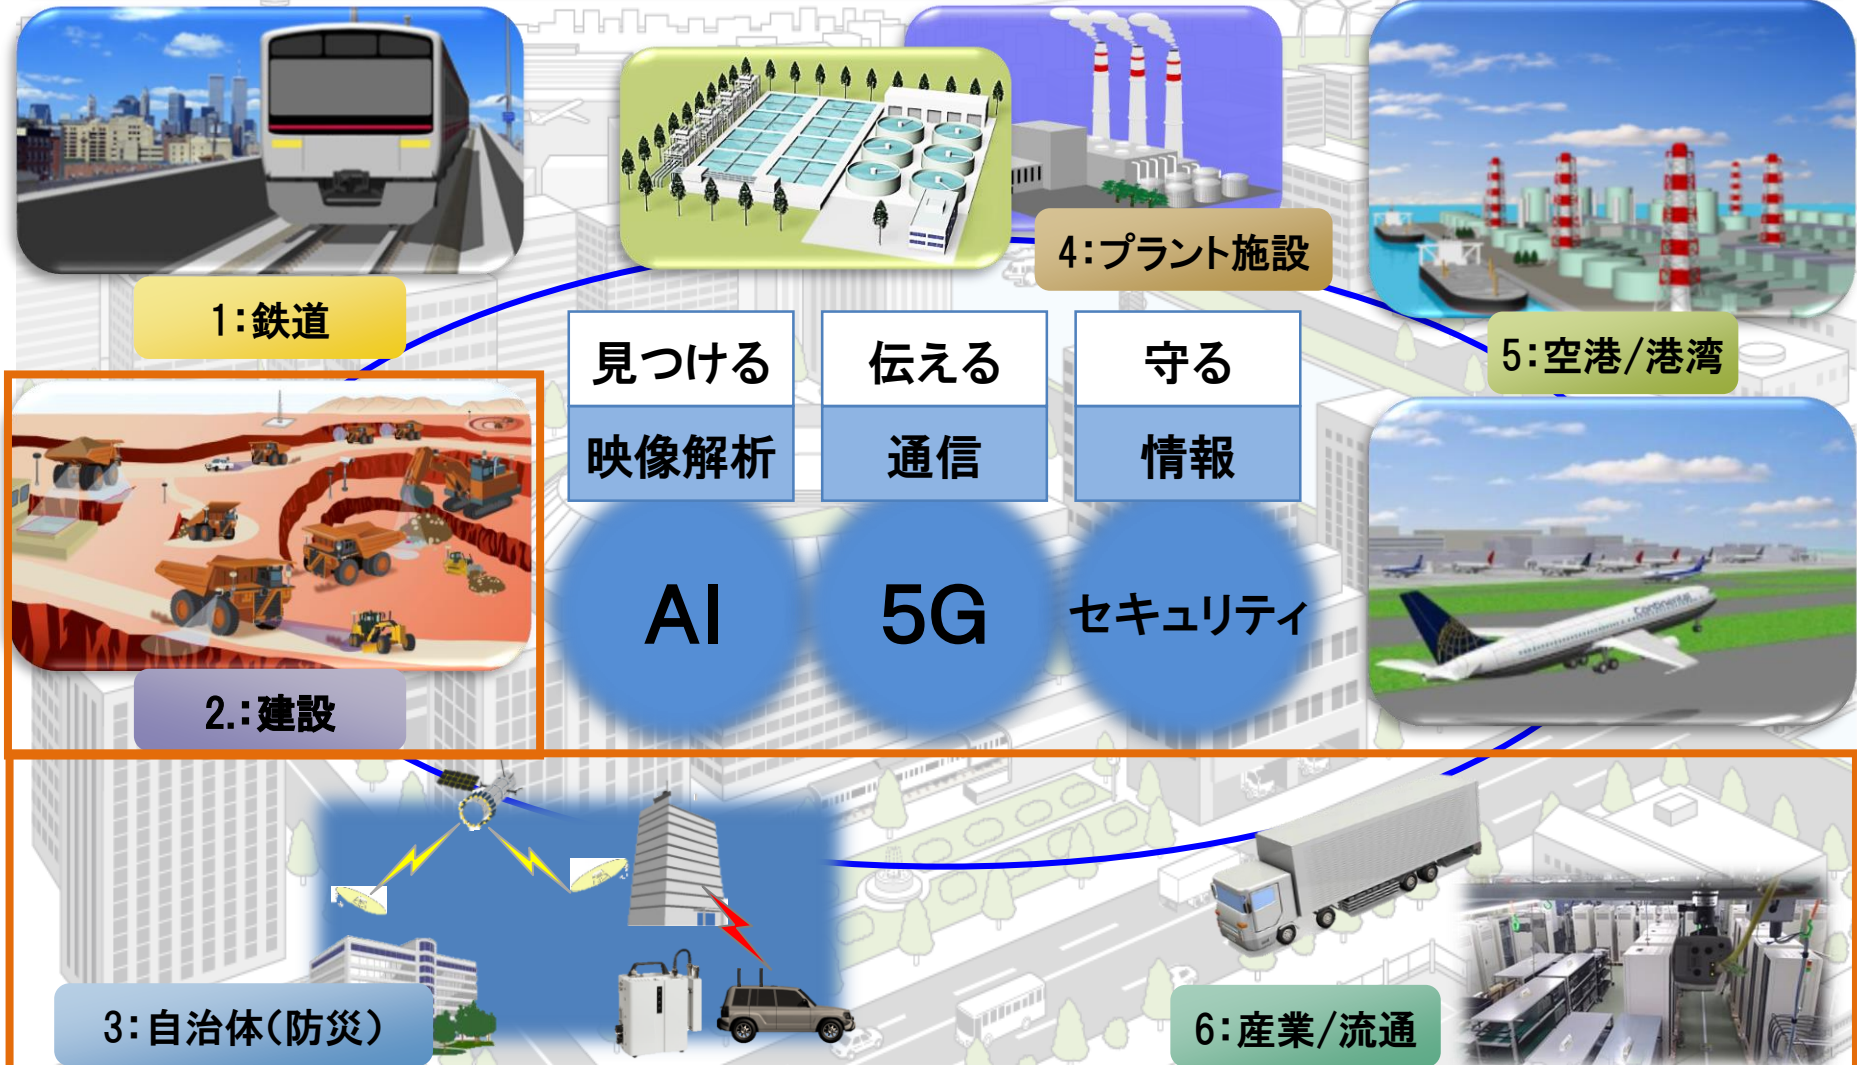 1:鉄道
4:プラント施設
5:空港/港湾
見つける
映像解析
AI
伝える
通信
5G
守る
情報
セキュリティ
2.:建設
Continental
3:自治体(防災)
6:産業/流通